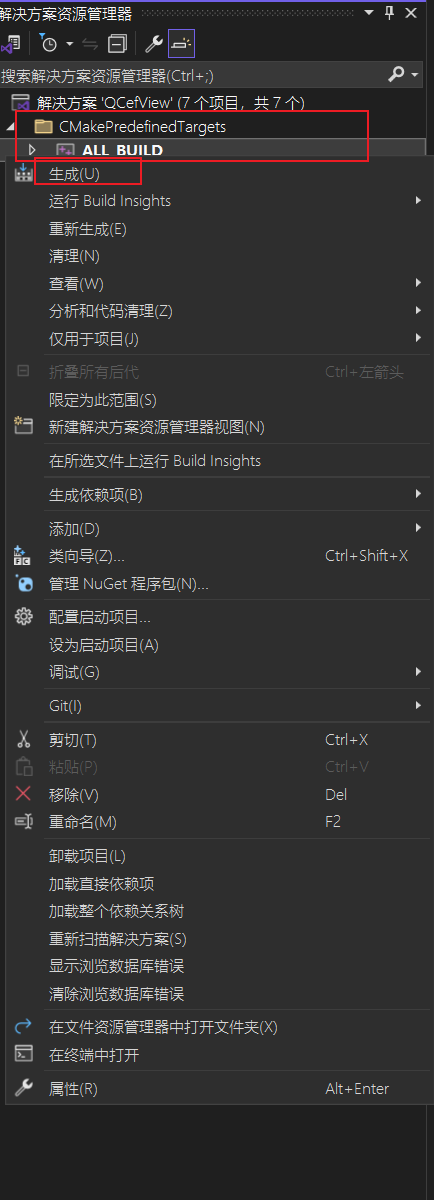 解决方案资源管理器
搜索解决方案资源管理器(Ctrl+;)
解决方案 'QCefView' (7 个项目，共 7 个)
CMakePredefinedTargets
ALL_BUILD
生成(U)
运行 Build Insights
重新生成(E)
清理(N)
查看(W)
分析和代码清理(Z)
仅用于项目(J)
折叠所有后代 Ctrl+左箭头
限定为此范围(S)
新建解决方案资源管理器视图(N)
在所选文件上运行 Build Insights
生成依赖项(B)
添加(D)
类向导(Z)... Ctrl+Shift+X
管理 NuGet 程序包(N)...
配置启动项目...
设为启动项目(A)
调试(G)
Git(I)
剪切(T) Ctrl+X
粘贴(P) Ctrl+V
移除(V) Del
重命名(M) F2
卸载项目(L)
加载直接依赖项
加载整个依赖关系树
重新扫描解决方案(S)
显示浏览数据库错误
清除浏览数据库错误
在文件资源管理器中打开文件夹(X)
在终端中打开
属性(R) Alt+Enter